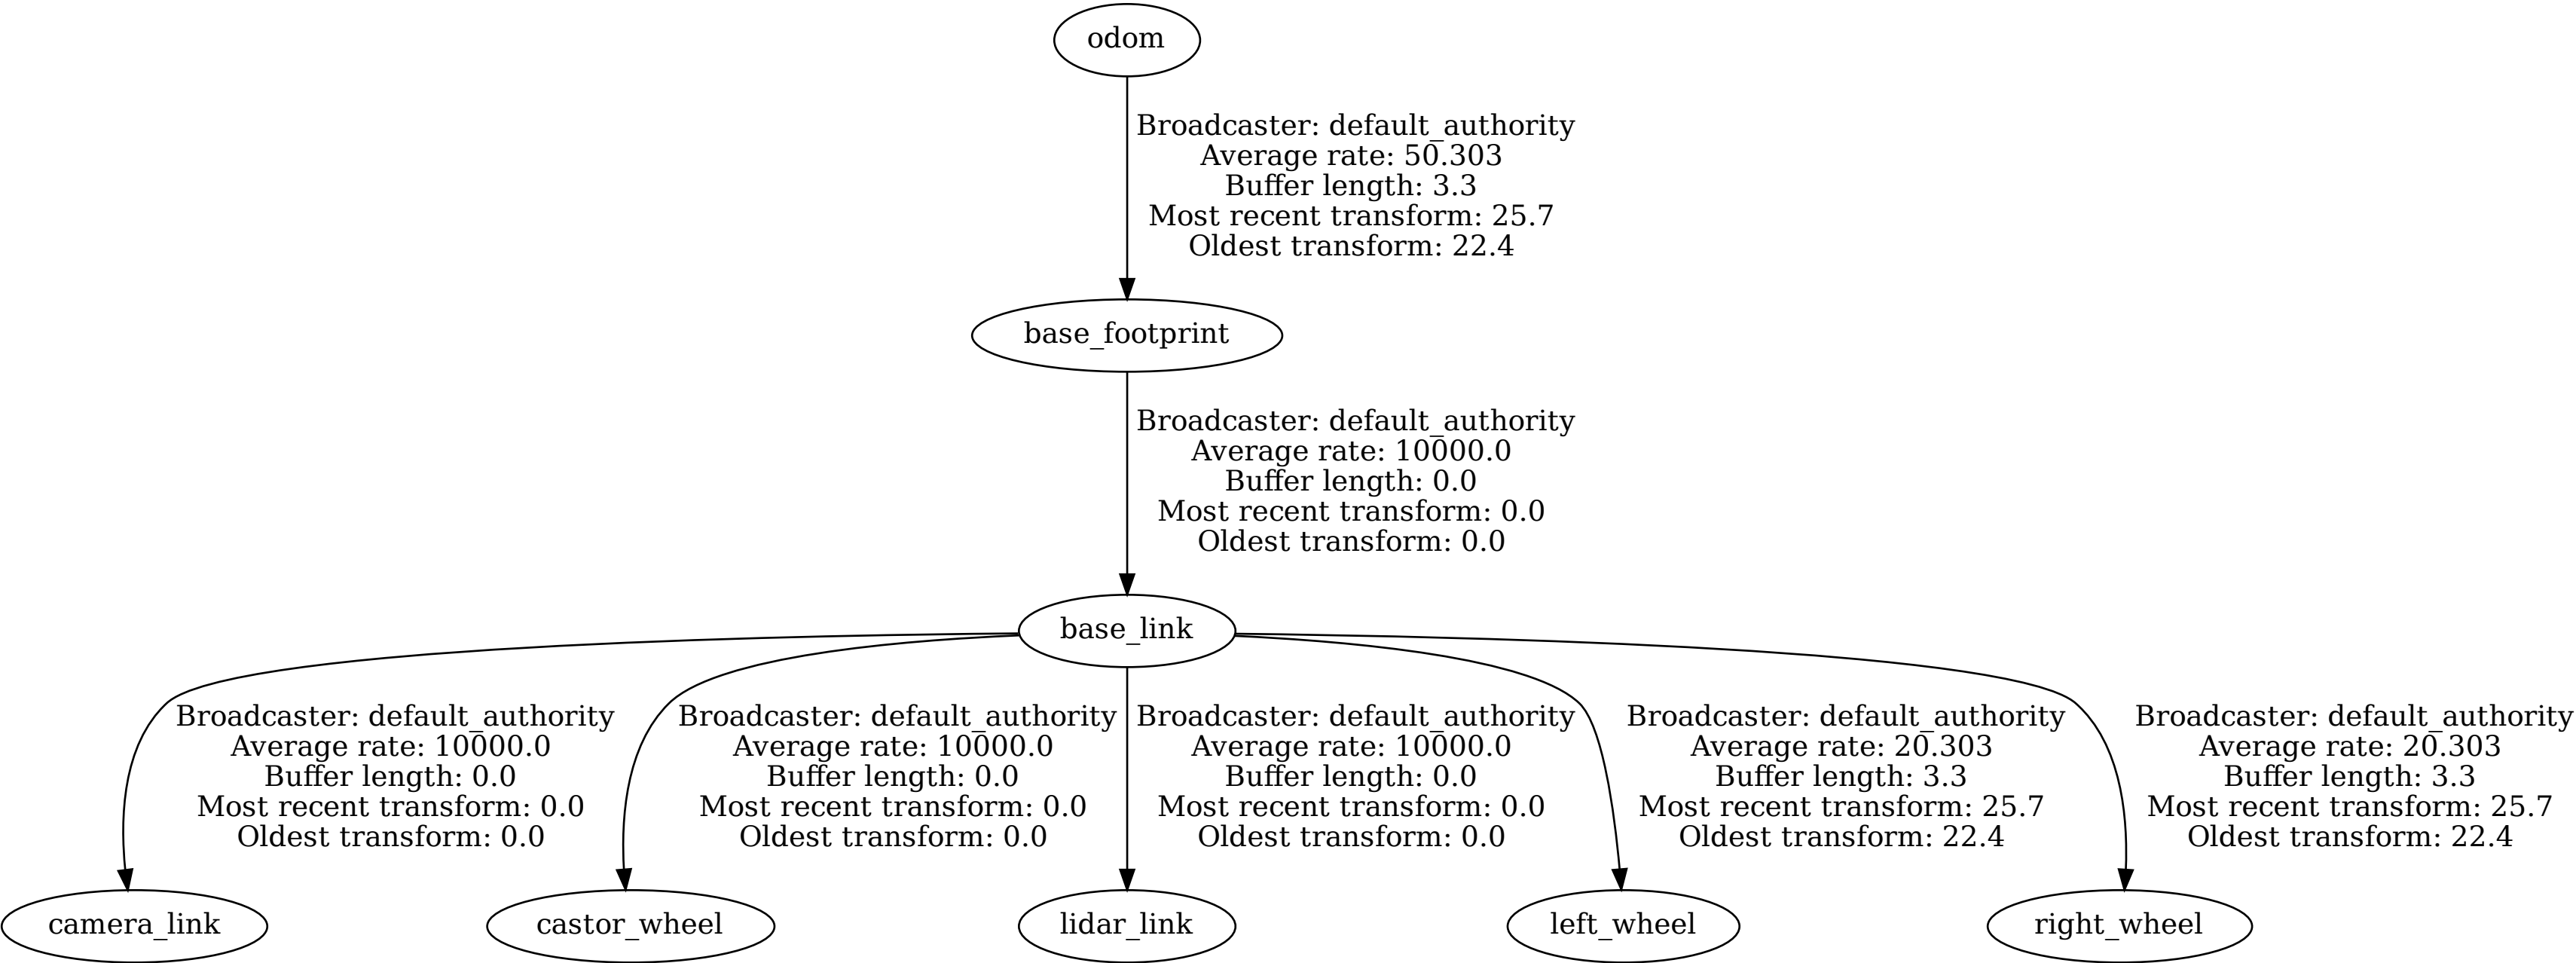 odom
Broadcaster: default_authority
Average rate: 50.303
Buffer length: 3.3
Most recent transform: 25.7
Oldest transform: 22.4
base_footprint
Broadcaster: default_authority
Average rate: 10000.0
Buffer length: 0.0
Most recent transform: 0.0
Oldest transform: 0.0
base_link
Broadcaster: default_authority
Average rate: 10000.0
Buffer length: 0.0
Most recent transform: 0.0
Oldest transform: 0.0
Broadcaster: default_authority
Average rate: 10000.0
Buffer length: 0.0
Most recent transform: 0.0
Oldest transform: 0.0
Broadcaster: default_authority
Average rate: 10000.0
Buffer length: 0.0
Most recent transform: 0.0
Oldest transform: 0.0
Broadcaster: default_authority
Average rate: 20.303
Buffer length: 3.3
Most recent transform: 25.7
Oldest transform: 22.4
Broadcaster: default_authority
Average rate: 20.303
Buffer length: 3.3
Most recent transform: 25.7
Oldest transform: 22.4
camera_link
castor_wheel
lidar_link
left_wheel
right_wheel